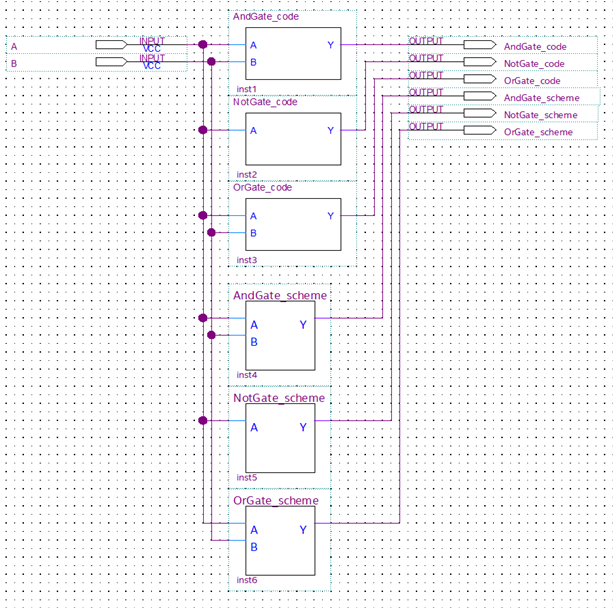 A
INPUT
VCC
B
INPUT
VCC
AndGate_code
A
B
Y
inst1
NotGate_code
A
Y
inst2
OrGate_code
A
B
Y
inst3
AndGate_scheme
A
B
Y
inst4
NotGate_scheme
A
Y
inst5
OrGate_scheme
A
B
Y
inst6
OUTPUT
AndGate_code
OUTPUT
NotGate_code
OUTPUT
OrGate_code
OUTPUT
AndGate_scheme
OUTPUT
NotGate_scheme
OUTPUT
OrGate_scheme